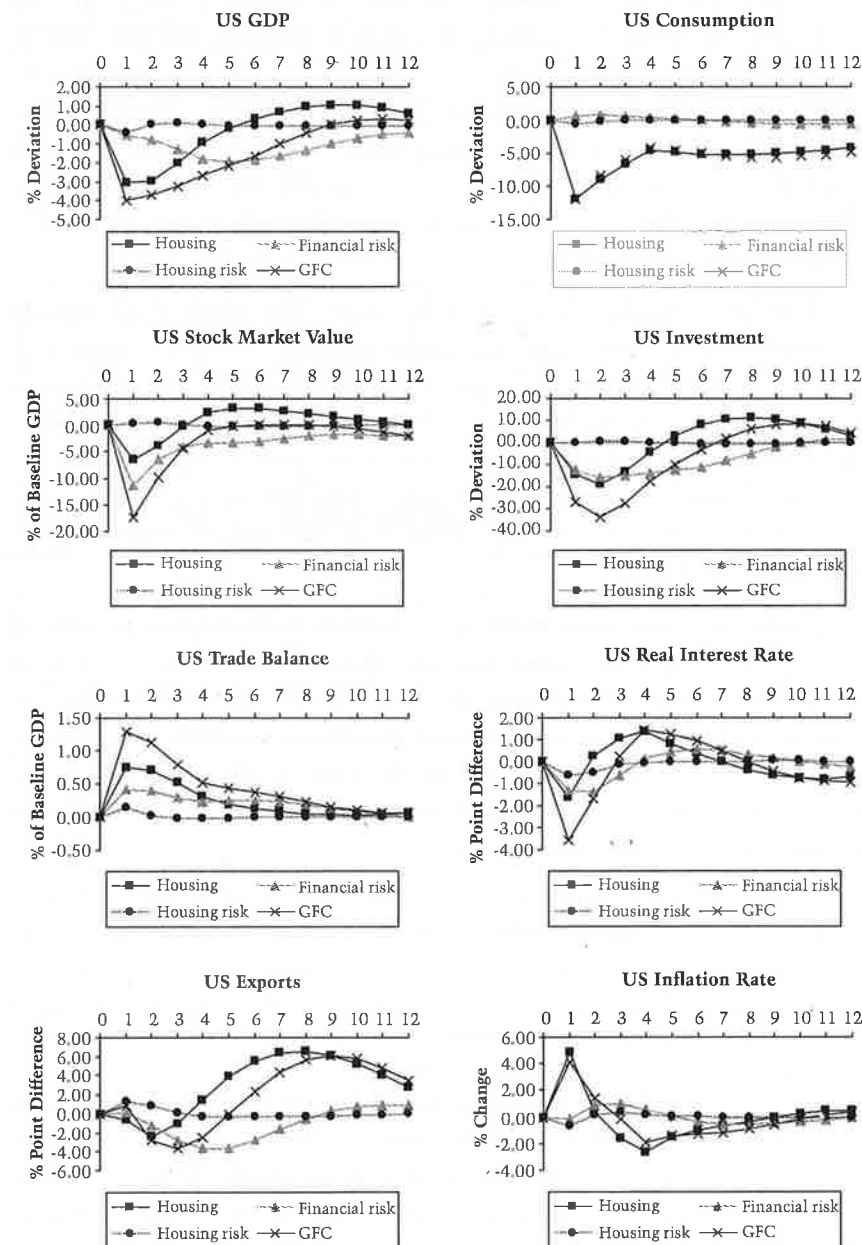 US GDP
0 1 2 3 4 5 6 7 8 9 10 11 12
% Deviation
2.00
1.00
0.00
-1.00
-2.00
-3.00
-4.00
-5.00
Housing
Financial risk
Housing risk
GFC
US Consumption
0 1 2 3 4 5 6 7 8 9 10 11 12
% Deviation
5.00
0.00
-5.00
-10.00
-15.00
Housing
Financial risk
Housing risk
GFC
US Stock Market Value
0 1 2 3 4 5 6 7 8 9 10 11 12
% of Baseline GDP
5.00
00.00
-5.00
-10.00
-15.00
-20.00
Housing
Financial risk
Housing risk
GFC
US Investment
0 1 2 3 4 5 6 7 8 9 10 11 12
% Deviation
20.00
10.00
00.00
-10.00
-20.00
-30.00
-40.00
Housing
Financial risk
Housing risk
GFC
US Trade Balance
0 1 2 3 4 5 6 7 8 9 10 11 12
% of Baseline GDP
1.50
1.00
0.50
0.00
-0.50
Housing
Financial risk
Housing risk
GFC
US Real Interest Rate
0 1 2 3 4 5 6 7 8 9 10 11 12
% Point Difference
2.00
1.00
0.00
-1.00
-2.00
-3.00
-4.00
Housing
Financial risk
Housing risk
GFC
US Exports
0 1 2 3 4 5 6 7 8 9 10 11 12
% Point Difference
8.00
6.00
4.00
2.00
0.00
-2.00
-4.00
-6.00
Housing
Financial risk
Housing risk
GFC
US Inflation Rate
0 1 2 3 4 5 6 7 8 9 10 11 12
% Change
6.00
4.00
2.00
0.00
-2.00
-4.00
Housing
Financial risk
Housing risk
GFC